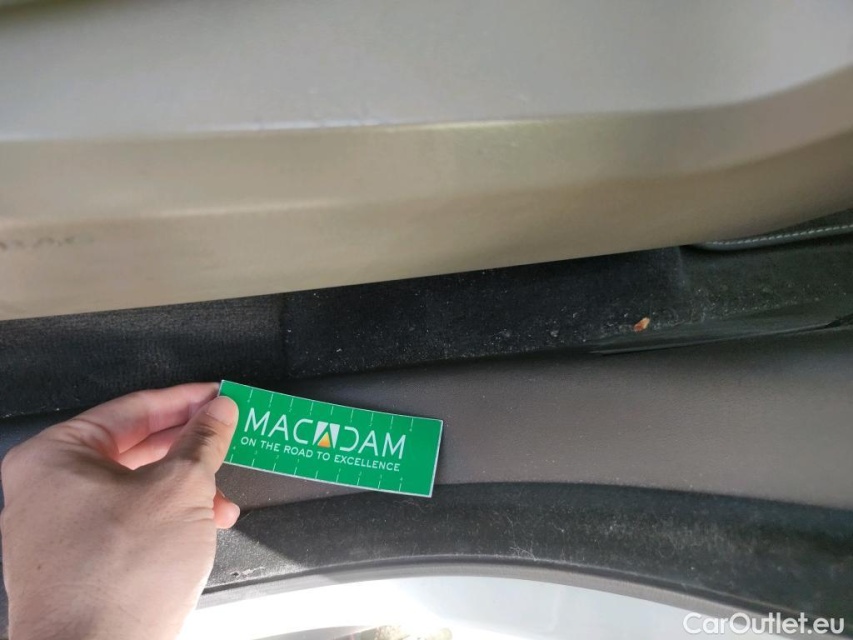 MACADAM
ON THE ROAD TO EXCELLENCE
CarOutlet.eu